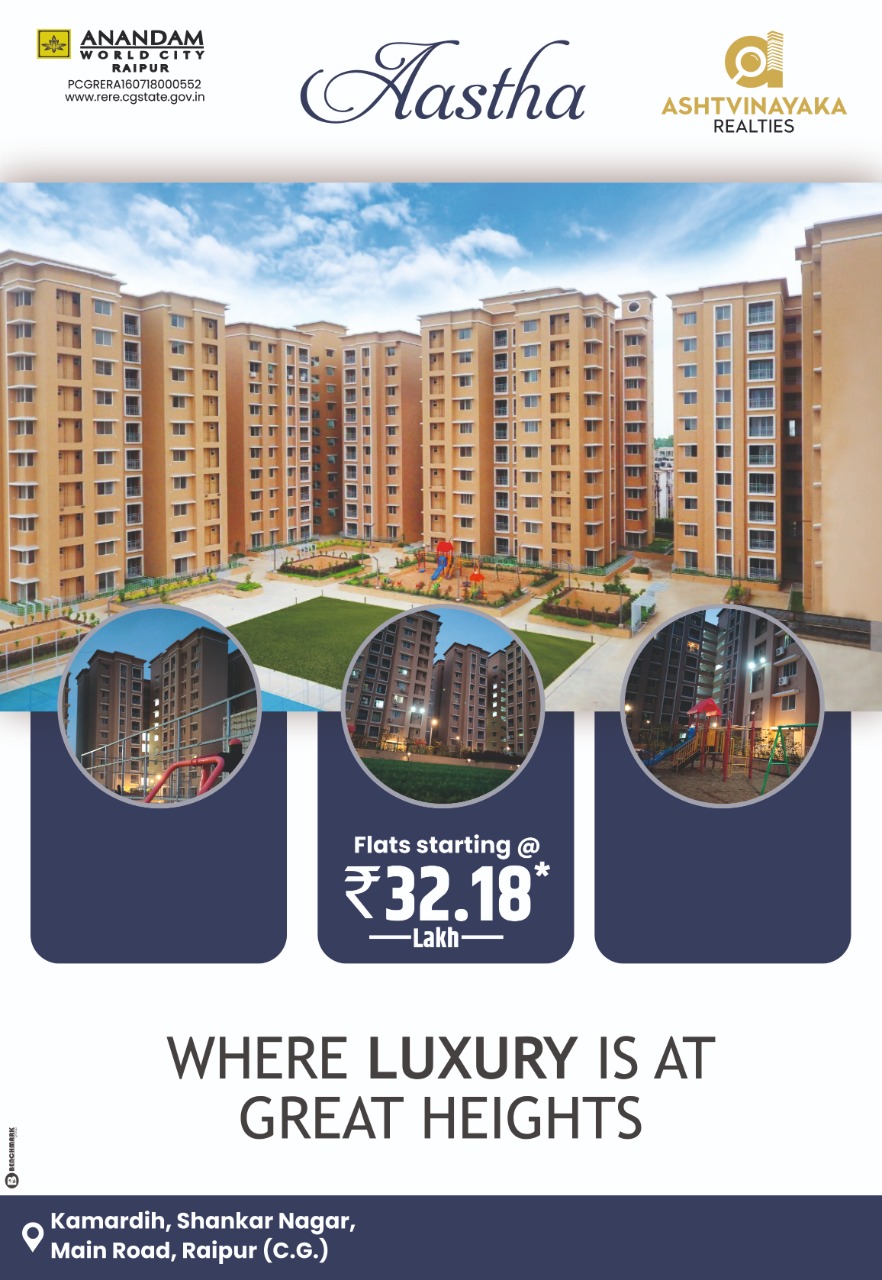 ANANDAM
WORLD CITY
RAIPUR
PCGRERA160718000552
www.rere.cgstate.gov.in
Aastha
ASHTVINAYAKA
REALTIES
Flats starting @
₹32.18*
Lakh
WHERE LUXURY IS AT
GREAT HEIGHTS
BENCHMARK
Kamardih, Shankar Nagar,
Main Road, Raipur (C.G.)